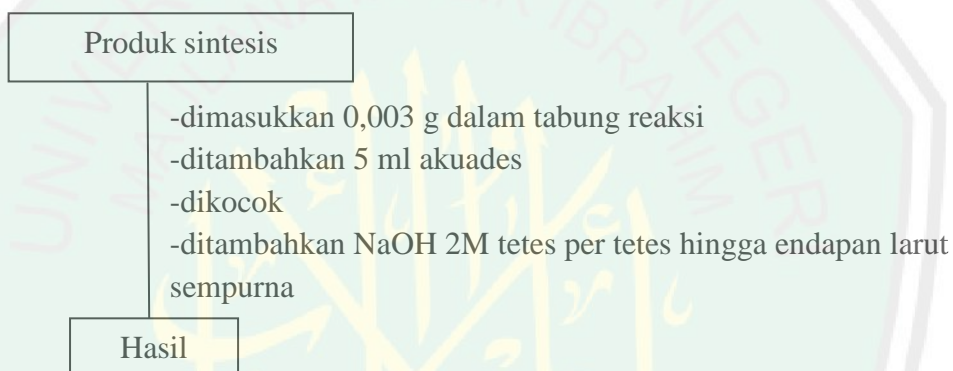 Produk sintesis
-dimasukkan 0,003 g dalam tabung reaksi
-ditambahkan 5 ml akuades
-dikocok
-ditambahkan NaOH 2M tetes per tetes hingga endapan larut
sempurna
Hasil